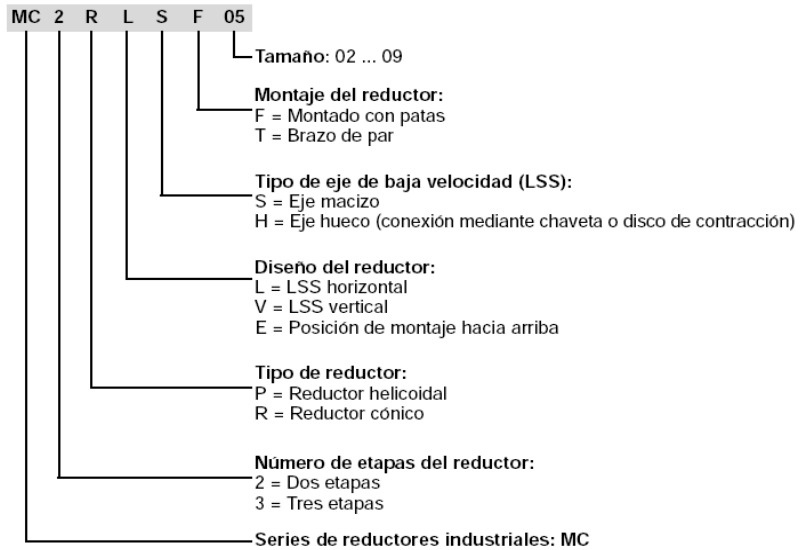 MC 2 R L S F 05
Tamaño: 02 ... 09
Montaje del reductor:
F = Montado con patas
T = Brazo de par
Tipo de eje de baja velocidad (LSS):
S = Eje macizo
H = Eje hueco (conexión mediante chaveta o disco de contracción)
Diseño del reductor:
L = LSS horizontal
V = LSS vertical
E = Posición de montaje hacia arriba
Tipo de reductor:
P = Reductor helicoidal
R = Reductor cónico
Número de etapas del reductor:
2 = Dos etapas
3 = Tres etapas
Series de reductores industriales: MC